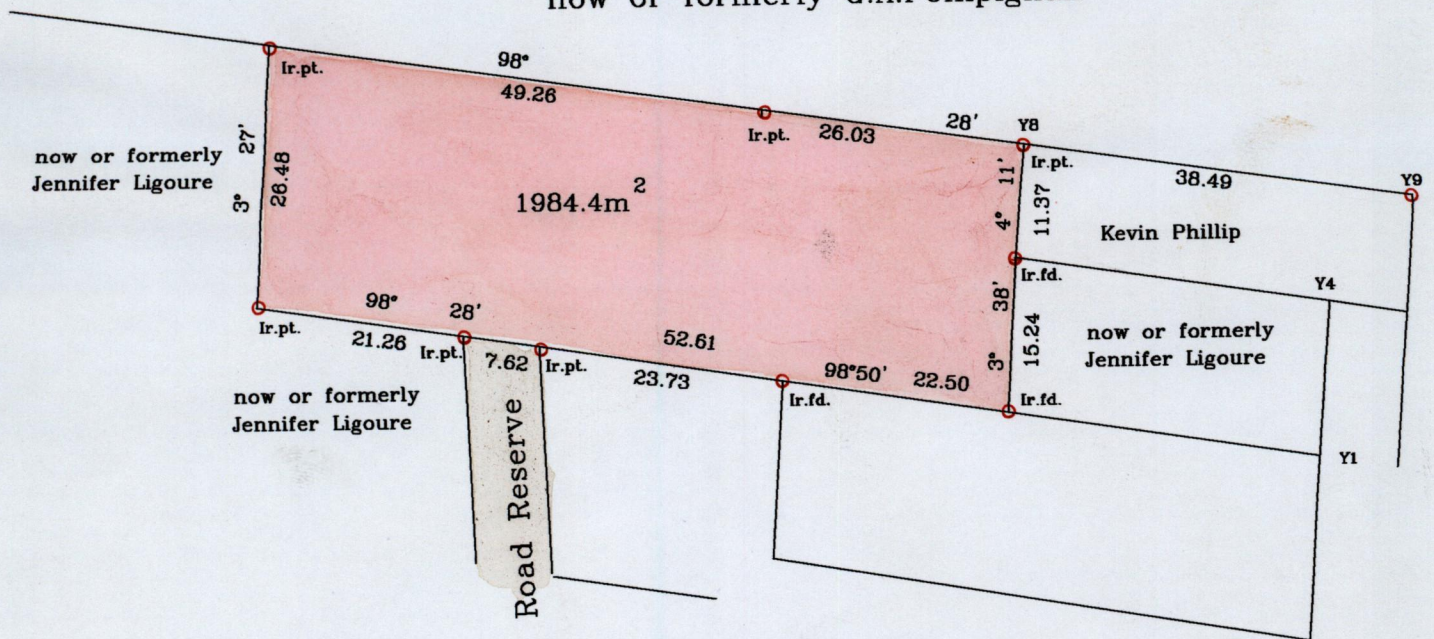 now or formerly
98°
49.26
Ir.pt.
Ir.pt.
26.03
28'
Y8
Ir.pt.
38.49
Y9
27'
3°
now or formerly
Jennifer Ligoure
1984.4m²
11'
4°
11.37
Kevin Phillip
Ir.fd.
Y4
38'
3°
15.24
now or formerly
Jennifer Ligoure
98°
28'
Ir.pt.
21.26
Ir.pt.
7.62
Ir.pt.
52.61
23.73
98°50'
22.50
Ir.fd.
Ir.fd.
now or formerly
Jennifer Ligoure
Y1
Road Reserve